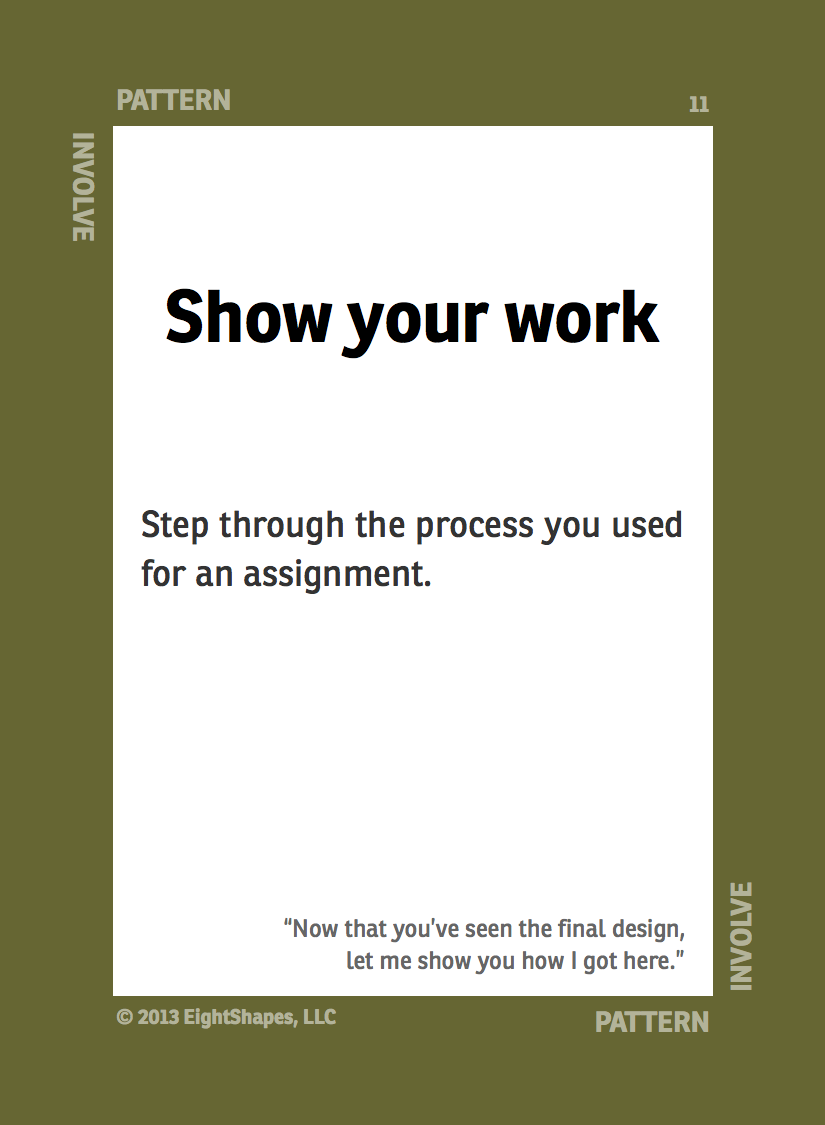 PATTERN
11
INVOLVE
Show your work
Step through the process you used
for an assignment.
“Now that you’ve seen the final design,
let me show you how I got here.”
INVOLVE
© 2013 EightShapes, LLC
PATTERN